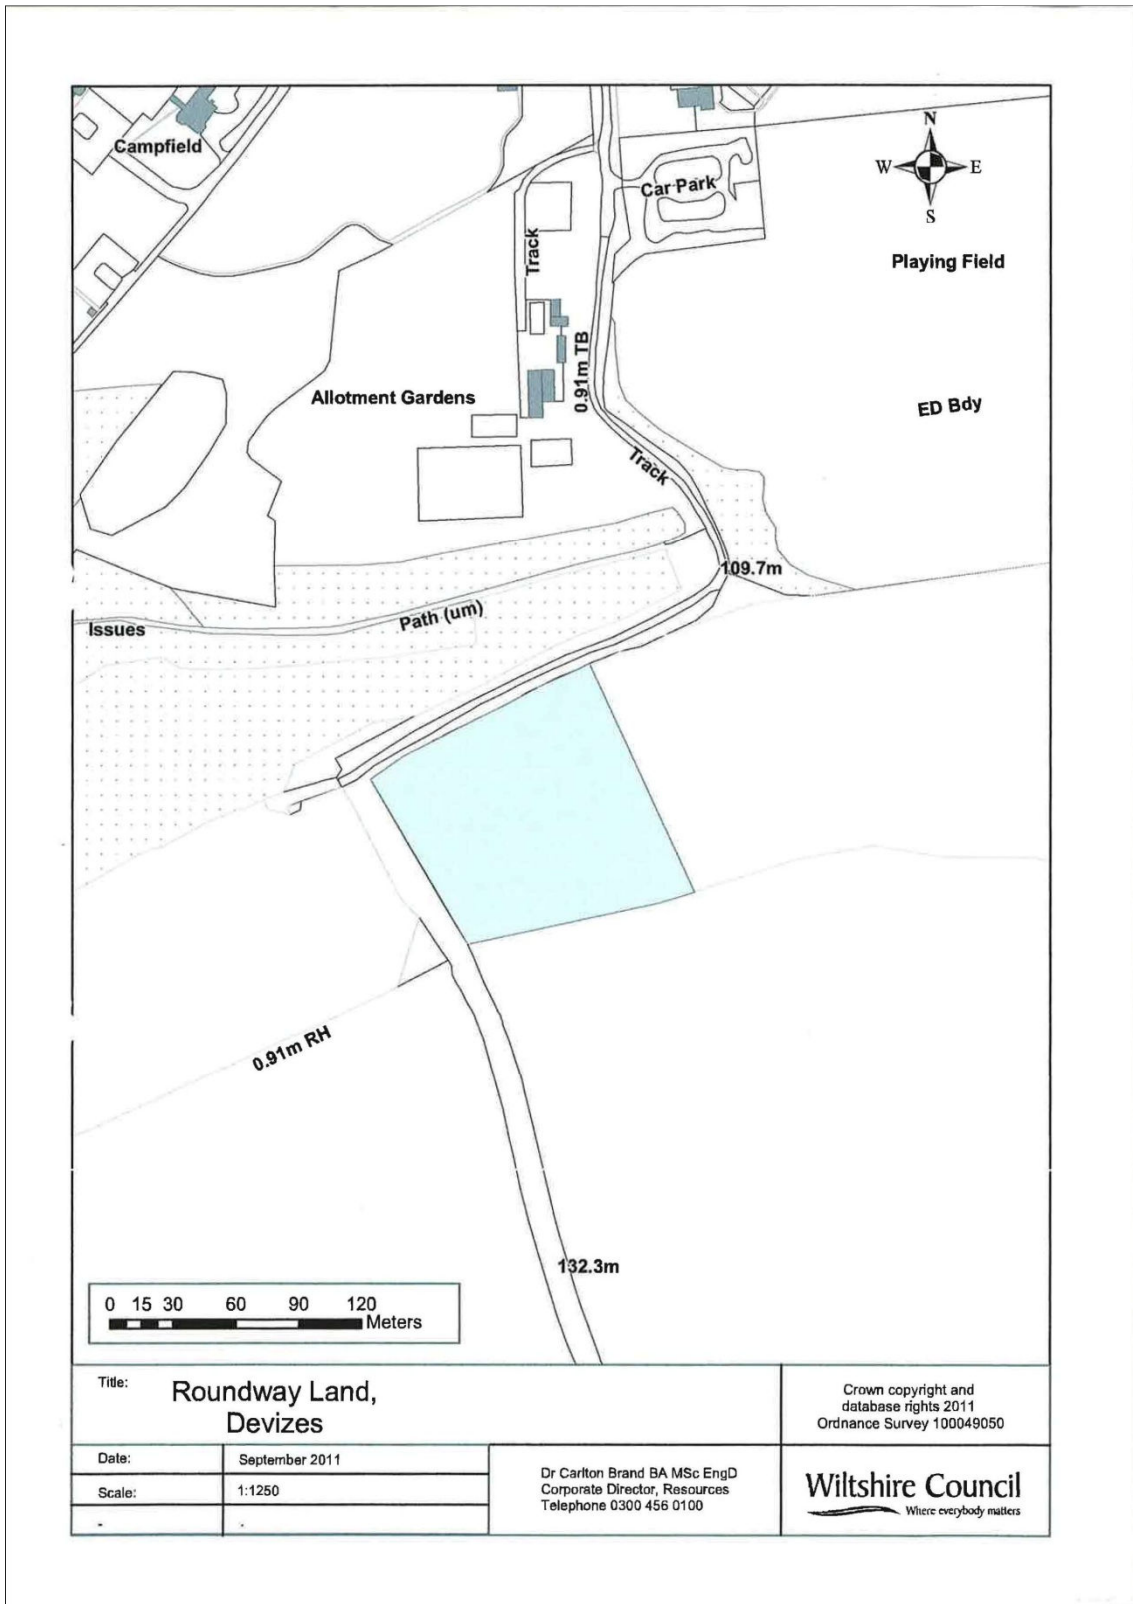 Campfield
Car Park
N
W
E
S
Track
Playing Field
0.91m TB
Allotment Gardens
ED Bdy
Track
109.7m
Path (um)
Issues
0.91m RH
132.3m
0 15 30 60 90 120
Meters
Title:
Roundway Land,
Devizes
Crown copyright and
database rights 2011
Ordnance Survey 100049050
Date:
September 2011
Scale:
1:1250
-
.
Dr Carlton Brand BA MSc EngD
Corporate Director, Resources
Telephone 0300 456 0100
Wiltshire Council
Where everybody matters